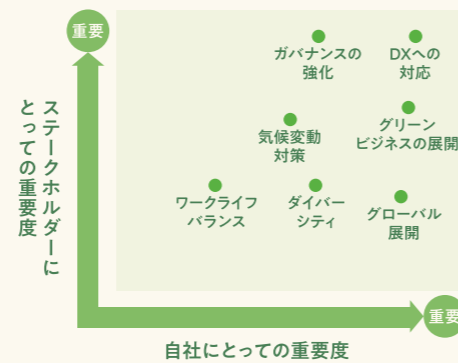 重要
ガバナンスの
強化
DXへの
対応
気候変動
対策
グリーン
ビジネスの展開
ワークライフ
バランス
ダイバー
シティ
グローバル
展開
ステークホルダーに
とっての重要度
重要
自社にとっての重要度